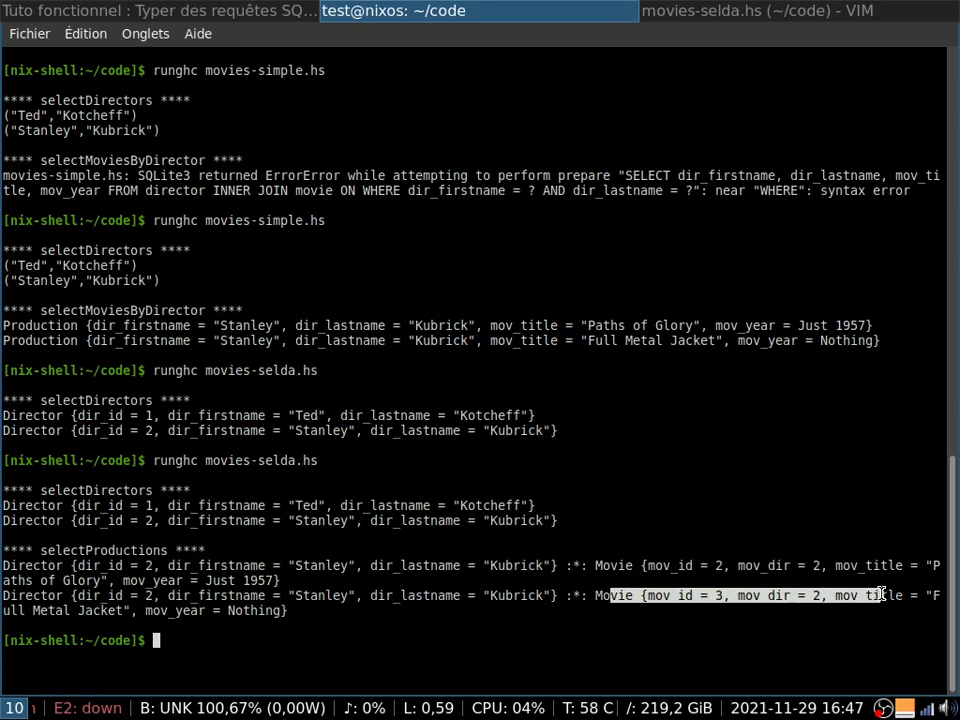 Tuto fonctionnel : Typer des requêtes SQ... test@nixos: ~/code movies-selda.hs (~/code) - VIM
Fichier Édition Onglets Aide
[nix-shell:~/code]$ runghc movies-simple.hs
**** selectDirectors ****
("Ted","Kotcheff")
("Stanley","Kubrick")
**** selectMoviesByDirector ****
movies-simple.hs: SQLite3 returned ErrorError while attempting to perform prepare "SELECT dir_firstname, dir_lastname, mov_ti
tle, mov_year FROM director INNER JOIN movie ON WHERE dir_firstname = ? AND dir_lastname = ?": near "WHERE": syntax error
[nix-shell:~/code]$ runghc movies-simple.hs
**** selectDirectors ****
("Ted","Kotcheff")
("Stanley","Kubrick")
**** selectMoviesByDirector ****
Production {dir_firstname = "Stanley", dir_lastname = "Kubrick", mov_title = "Paths of Glory", mov_year = Just 1957}
Production {dir_firstname = "Stanley", dir_lastname = "Kubrick", mov_title = "Full Metal Jacket", mov_year = Nothing}
[nix-shell:~/code]$ runghc movies-selda.hs
**** selectDirectors ****
Director {dir_id = 1, dir_firstname = "Ted", dir_lastname = "Kotcheff"}
Director {dir_id = 2, dir_firstname = "Stanley", dir_lastname = "Kubrick"}
[nix-shell:~/code]$ runghc movies-selda.hs
**** selectDirectors ****
Director {dir_id = 1, dir_firstname = "Ted", dir_lastname = "Kotcheff"}
Director {dir_id = 2, dir_firstname = "Stanley", dir_lastname = "Kubrick"}
**** selectProductions ****
Director {dir_id = 2, dir_firstname = "Stanley", dir_lastname = "Kubrick"} :*: Movie {mov_id = 2, mov_dir = 2, mov_title = "P
aths of Glory", mov_year = Just 1957}
Director {dir_id = 2, dir_firstname = "Stanley", dir_lastname = "Kubrick"} :*: Movie {mov_id = 3, mov_dir = 2, mov_title = "F
ull Metal Jacket", mov_year = Nothing}
[nix-shell:~/code]$
10 E2: down B: UNK 100,67% (0,00W) ♪: 0% L: 0,59 CPU: 04% T: 58 C /: 219,2 GiB 2021-11-29 16:47